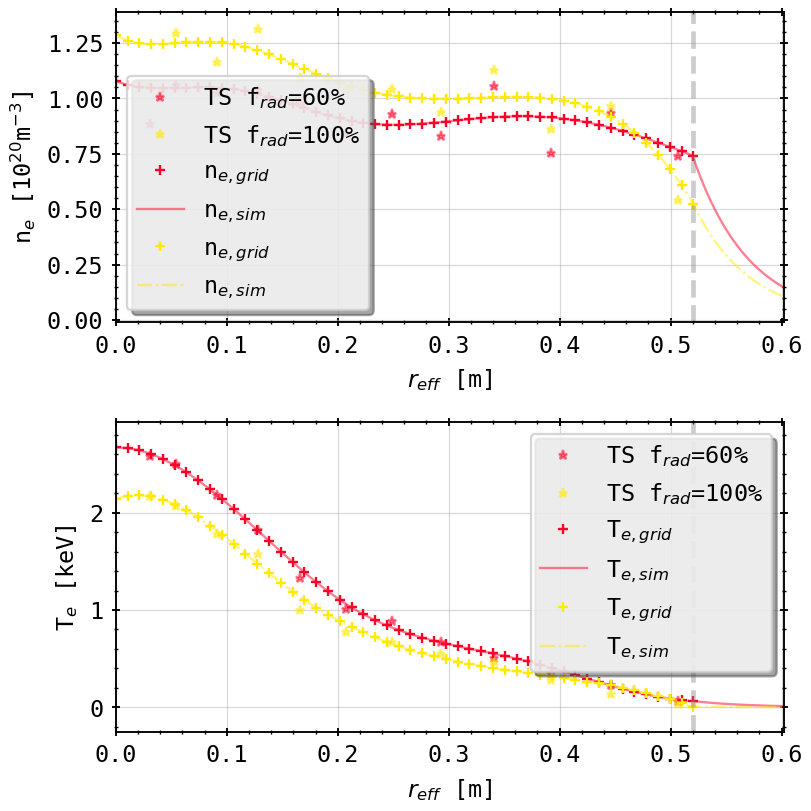 n_e [10^20 m^−3]
1.25
1.00
0.75
0.50
0.25
0.00
TS f_rad=60%
TS f_rad=100%
n_e,grid
n_e,sim
n_e,grid
n_e,sim
0.0 0.1 0.2 0.3 0.4 0.5 0.6
r_eff [m]
T_e [keV]
2
1
0
TS f_rad=60%
TS f_rad=100%
T_e,grid
T_e,sim
T_e,grid
T_e,sim
0.0 0.1 0.2 0.3 0.4 0.5 0.6
r_eff [m]